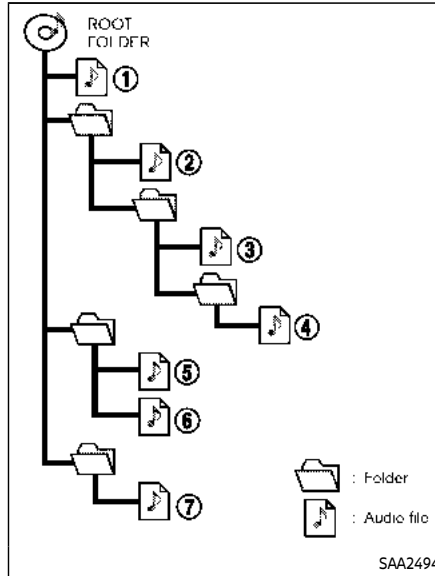 ROOT
FOLDER
1
2
3
4
5
6
7
: Folder
: Audio file
SAA2494